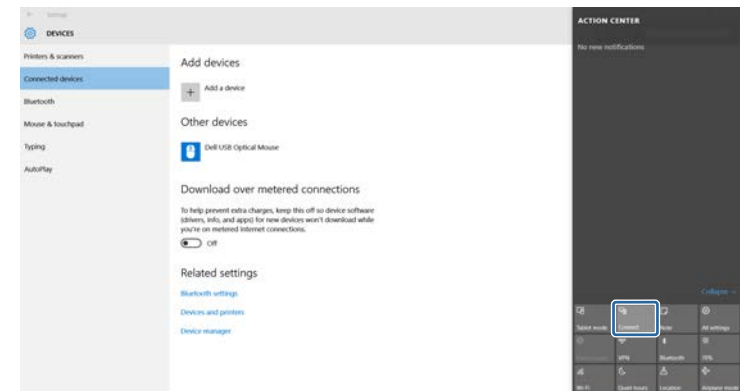 Settings
DEVICES
Printers & scanners
Connected devices
Bluetooth
Mouse & touchpad
Typing
AutoPlay
Add devices
Add a device
Other devices
Dell USB Optical Mouse
Download over metered connections
To help prevent extra charges, keep this off so device software
(drivers, info, and apps) for new devices won't download while
you're on metered Internet connections.
Off
Related settings
Bluetooth settings
Devices and printers
Device manager
ACTION CENTER
No new notifications
Collapse
Tablet mode Connect Note All settings
VPN Bluetooth 75%
Wi-Fi Quiet hours Location Airplane mode